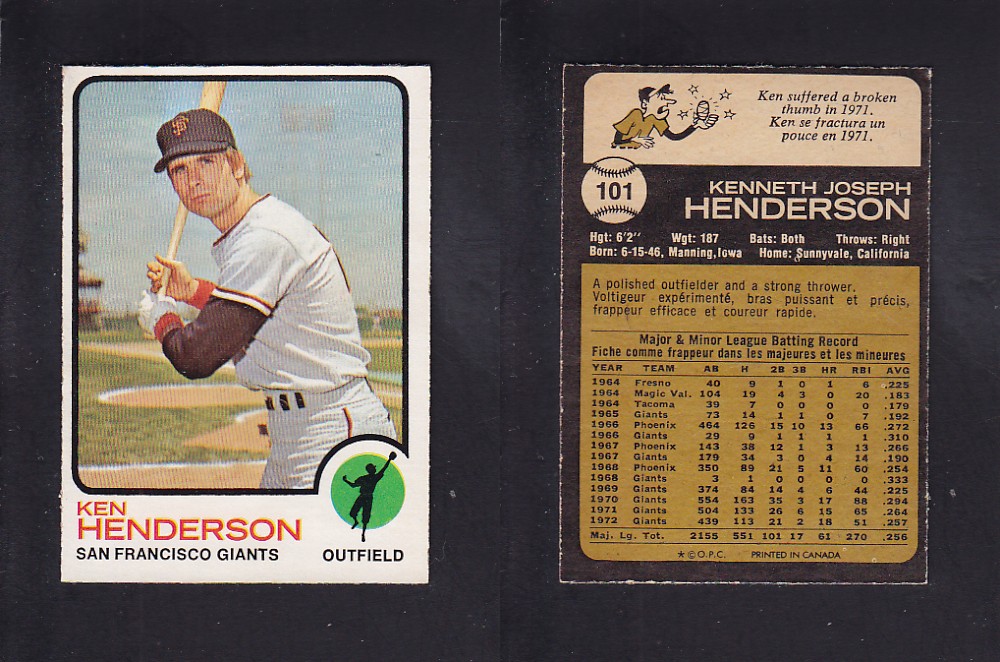 SF
KEN
HENDERSON
SAN FRANCISCO GIANTS
OUTFIELD
Ken suffered a broken
thumb in 1971.
Ken se fractura un
pouce en 1971.
101
KENNETH JOSEPH
HENDERSON
Hgt: 6'2" Wgt: 187 Bats: Both Throws: Right
Born: 6-15-46, Manning, Iowa Home: Sunnyvale, California
A polished outfielder and a strong thrower.
Voltigeur expérimenté, bras puissant et précis,
frappeur efficace et coureur rapide.
Major & Minor League Batting Record
Fiche comme frappeur dans les majeures et les mineures
YEAR TEAM AB H 2B 3B HR RBI AVG
1964 Fresno 40 9 1 0 1 6 .225
1964 Magic Val. 104 19 4 3 0 20 .183
1964 Tacoma 39 7 0 0 0 0 .179
1965 Giants 73 14 1 1 0 7 .192
1966 Phoenix 464 126 15 10 13 66 .272
1966 Giants 29 9 1 1 1 1 .310
1967 Phoenix 143 38 12 1 3 13 .266
1967 Giants 179 34 3 0 4 14 .190
1968 Phoenix 350 89 21 5 11 60 .254
1968 Giants 3 1 0 0 0 0 .333
1969 Giants 374 84 14 4 6 44 .225
1970 Giants 554 163 35 3 17 88 .294
1971 Giants 504 133 26 6 15 65 .264
1972 Giants 439 113 21 2 18 51 .257
Maj. Lg. Tot. 2155 551 101 17 61 270 .256
* © O.P.C. PRINTED IN CANADA